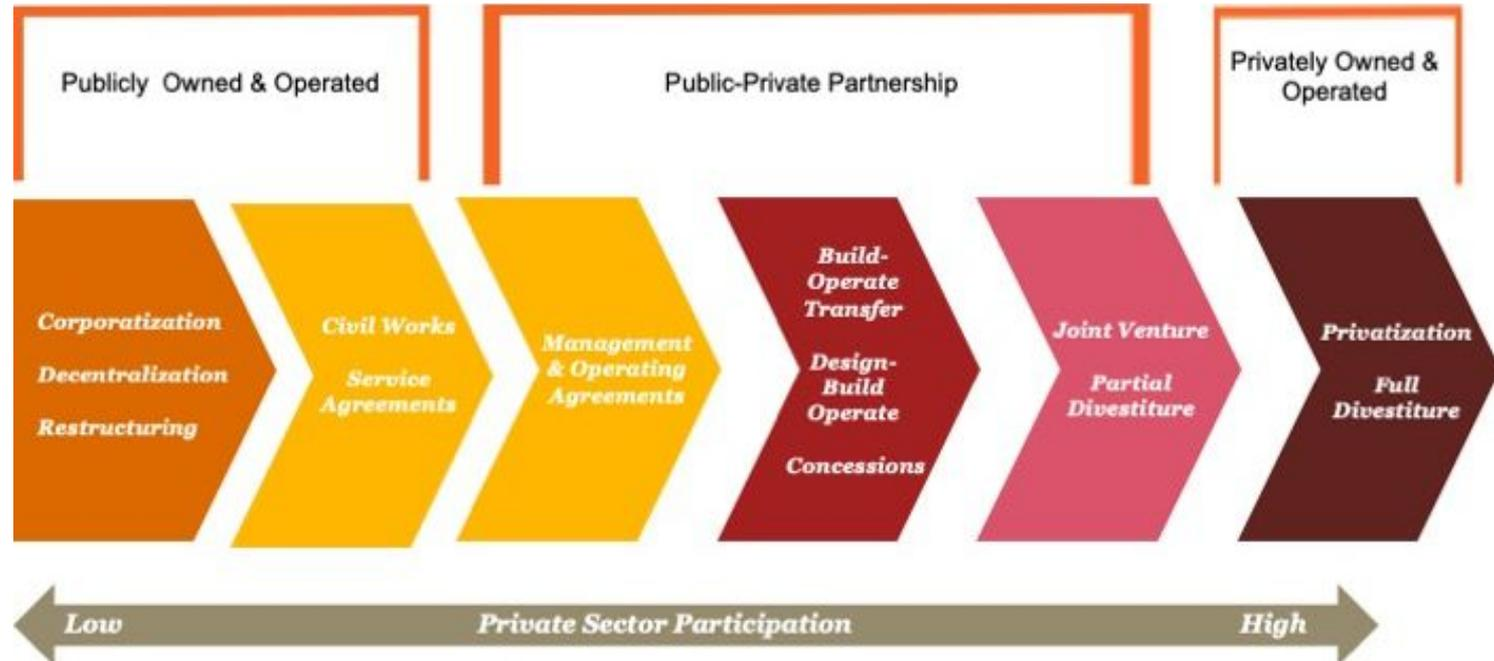 Publicly Owned & Operated
Public-Private Partnership
Privately Owned &
Operated
Corporatization
Decentralization
Restructuring
Civil Works
Service
Agreements
Management
& Operating
Agreements
Build-
Operate
Transfer
Design-
Build
Operate
Concessions
Joint Venture
Partial
Divestiture
Privatization
Full
Divestiture
Low
Private Sector Participation
High